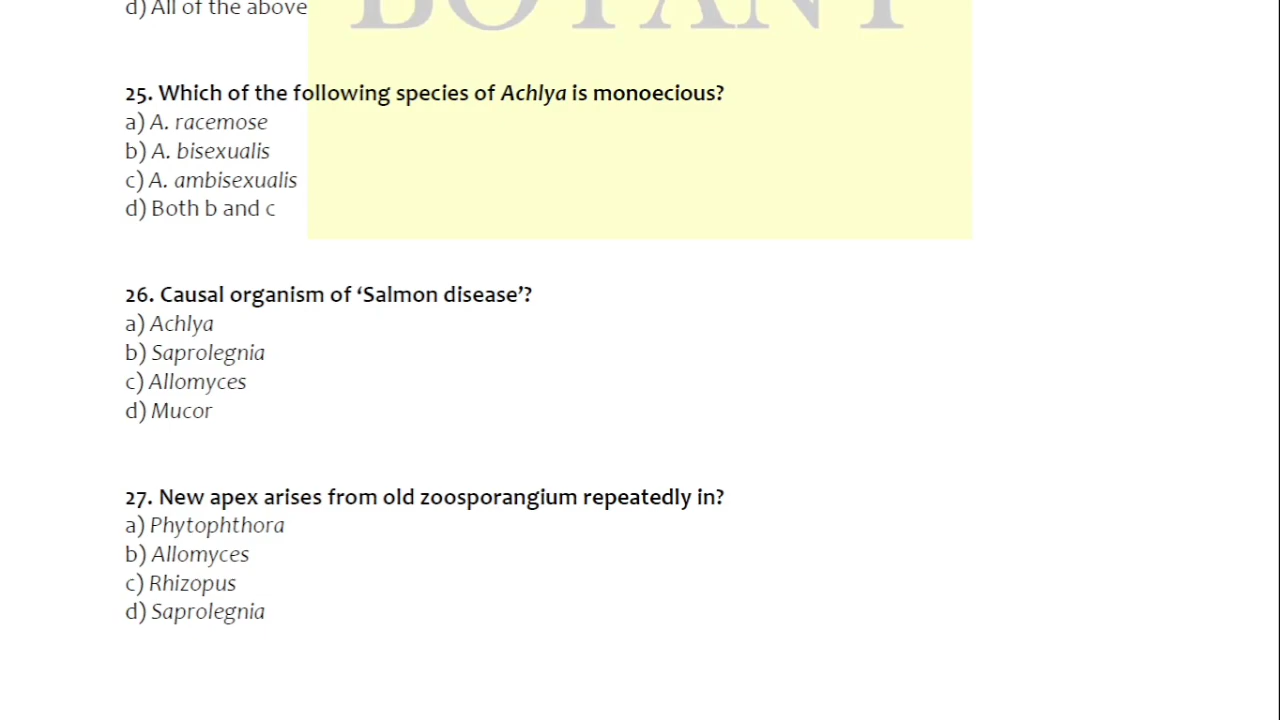 d) All of the above
BOTANY
25. Which of the following species of Achlya is monoecious?
a) A. racemose
b) A. bisexualis
c) A. ambisexualis
d) Both b and c
26. Causal organism of ‘Salmon disease’?
a) Achlya
b) Saprolegnia
c) Allomyces
d) Mucor
27. New apex arises from old zoosporangium repeatedly in?
a) Phytophthora
b) Allomyces
c) Rhizopus
d) Saprolegnia